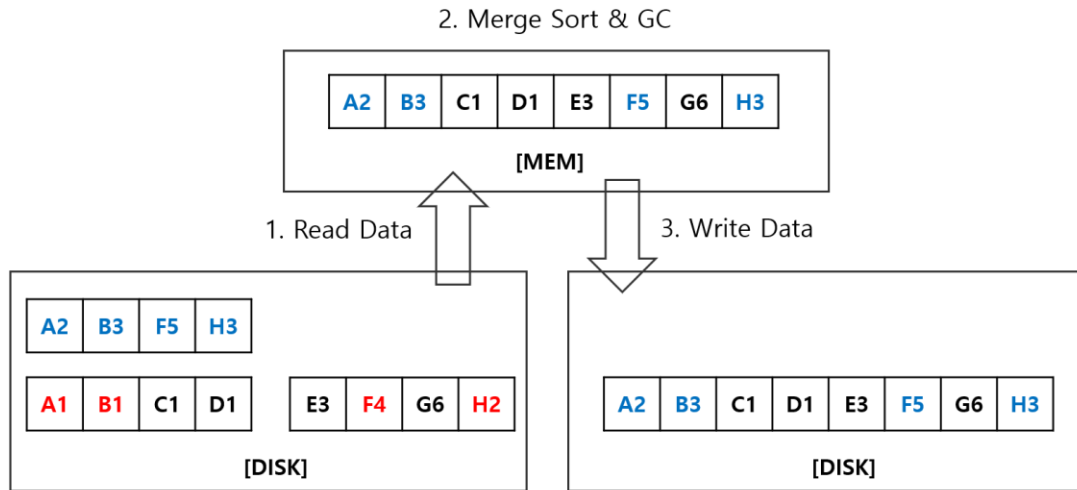 2. Merge Sort & GC
A2 B3 C1 D1 E3 F5 G6 H3
[MEM]
1. Read Data
3. Write Data
A2 B3 F5 H3
A1 B1 C1 D1
E3 F4 G6 H2
[DISK]
A2 B3 C1 D1 E3 F5 G6 H3
[DISK]